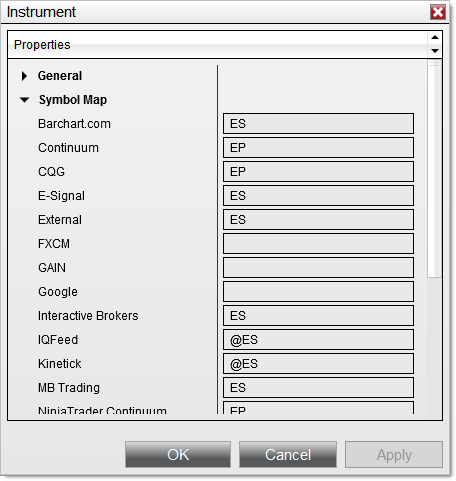 Instrument
Properties
General
Symbol Map
Barchart.com ES
Continuum EP
CQG EP
E-Signal ES
External ES
FXCM
GAIN
Google
Interactive Brokers ES
IQFeed @ES
Kinetick @ES
MB Trading ES
NinjaTrader Continuum EP
OK Cancel Apply